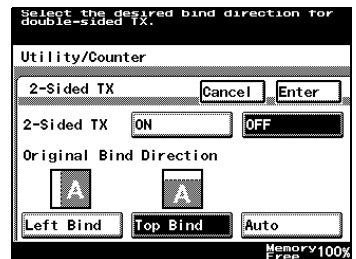 Select the desired bind direction for
double-sided TX.
Utility/Counter
2-Sided TX Cancel Enter
2-Sided TX ON OFF
Original Bind Direction
A A
Left Bind Top Bind Auto
Memory
Free 100%